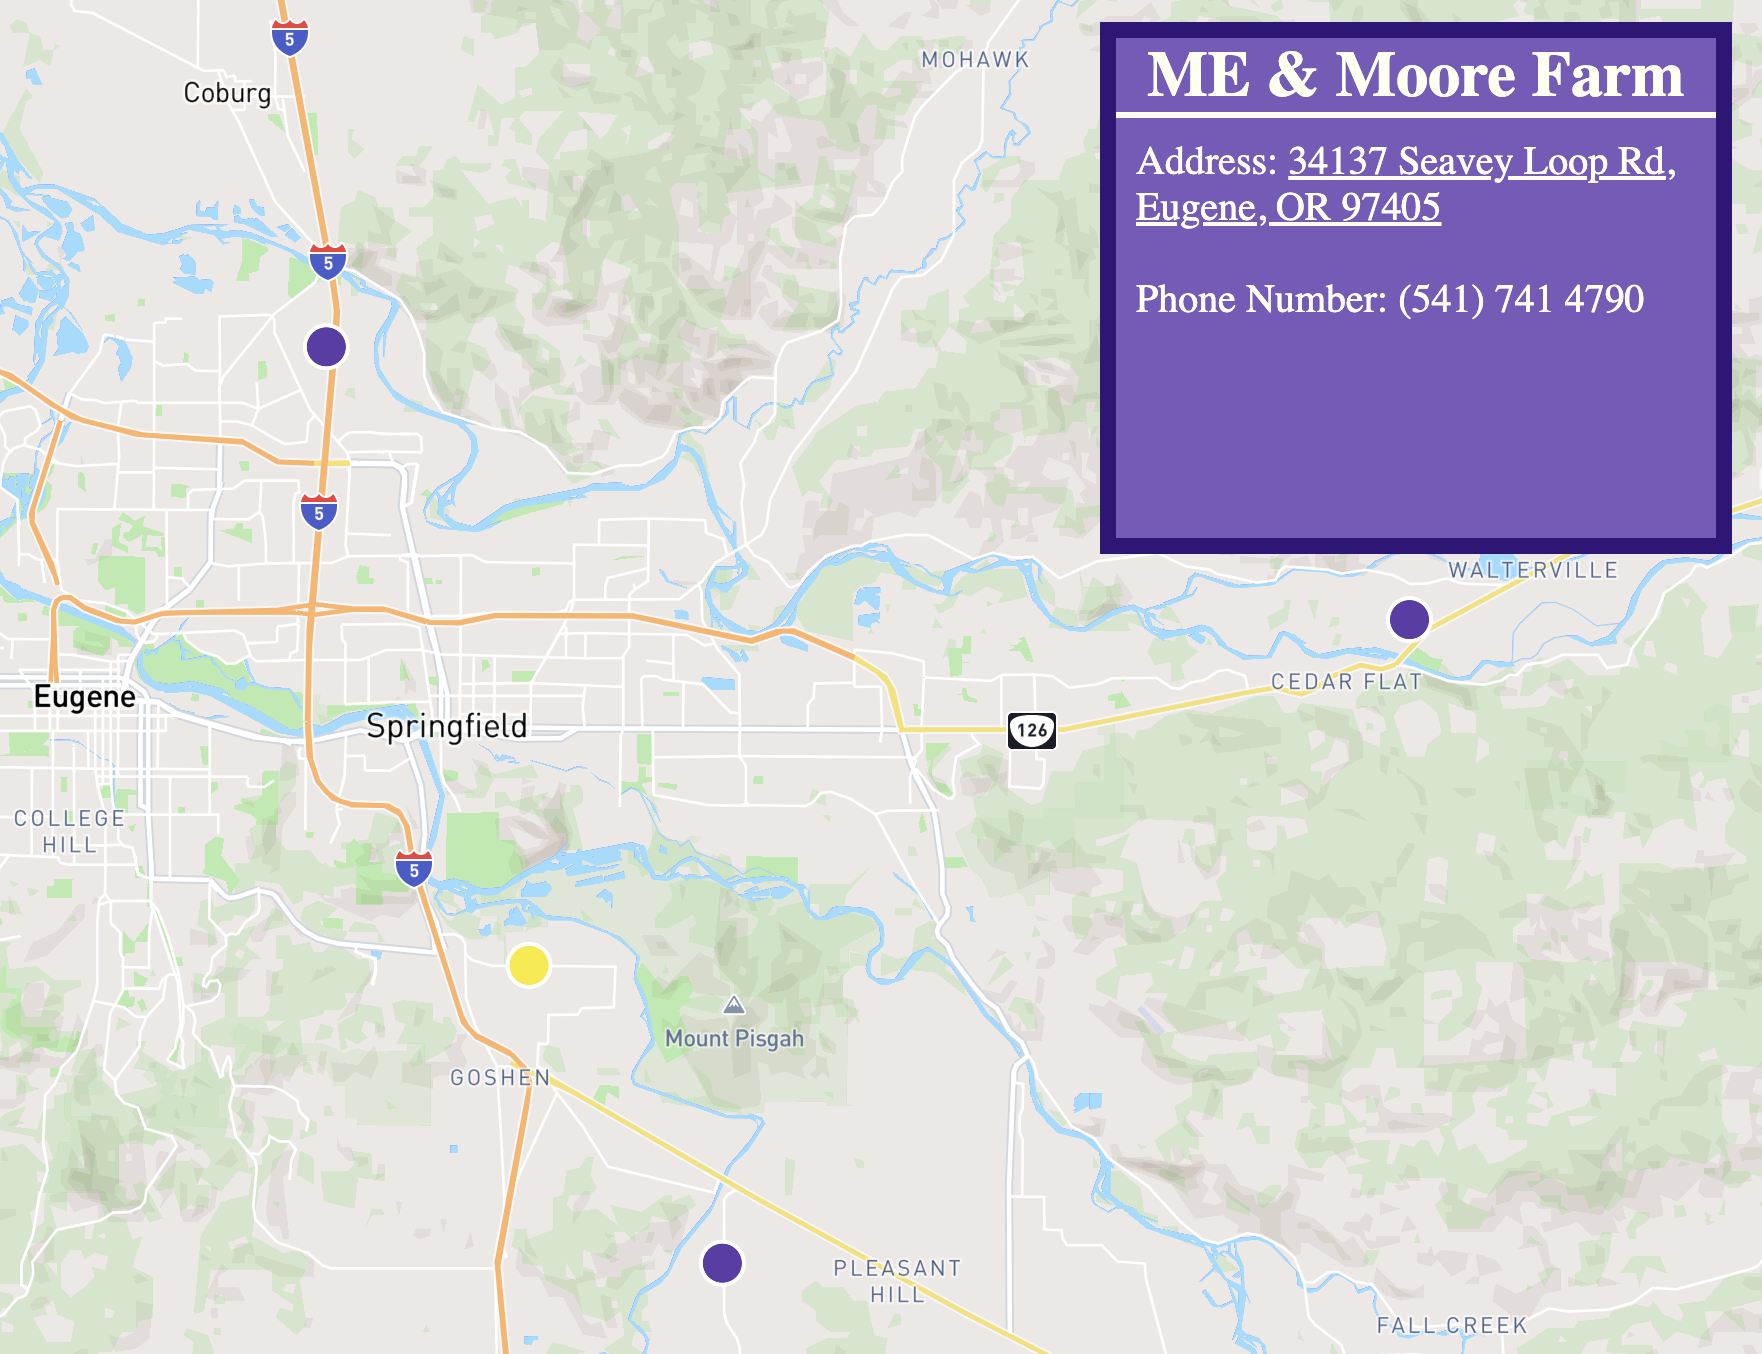 ME & Moore Farm
Address: 34137 Seavey Loop Rd,
Eugene, OR 97405
Phone Number: (541) 741 4790
5
Coburg
MOHAWK
5
5
WALTERVILLE
CEDAR FLAT
Eugene
Springfield
126
COLLEGE
HILL
5
Mount Pisgah
GOSHEN
PLEASANT
HILL
FALL CREEK